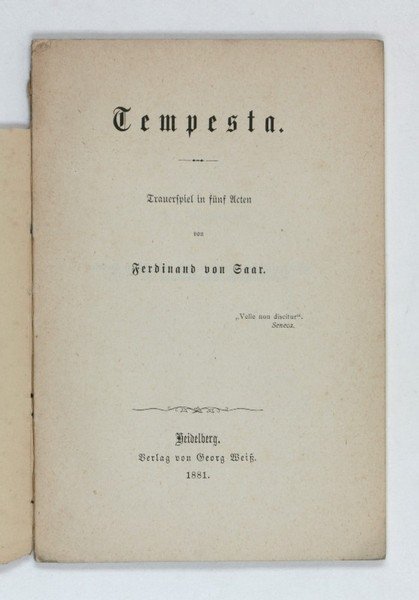 Tempesta.
Trauerspiel in fünf Acten
von
Ferdinand von Saar.
„Velle non discitur“.
Seneca.
Heidelberg.
Verlag von Georg Weiß.
1881.